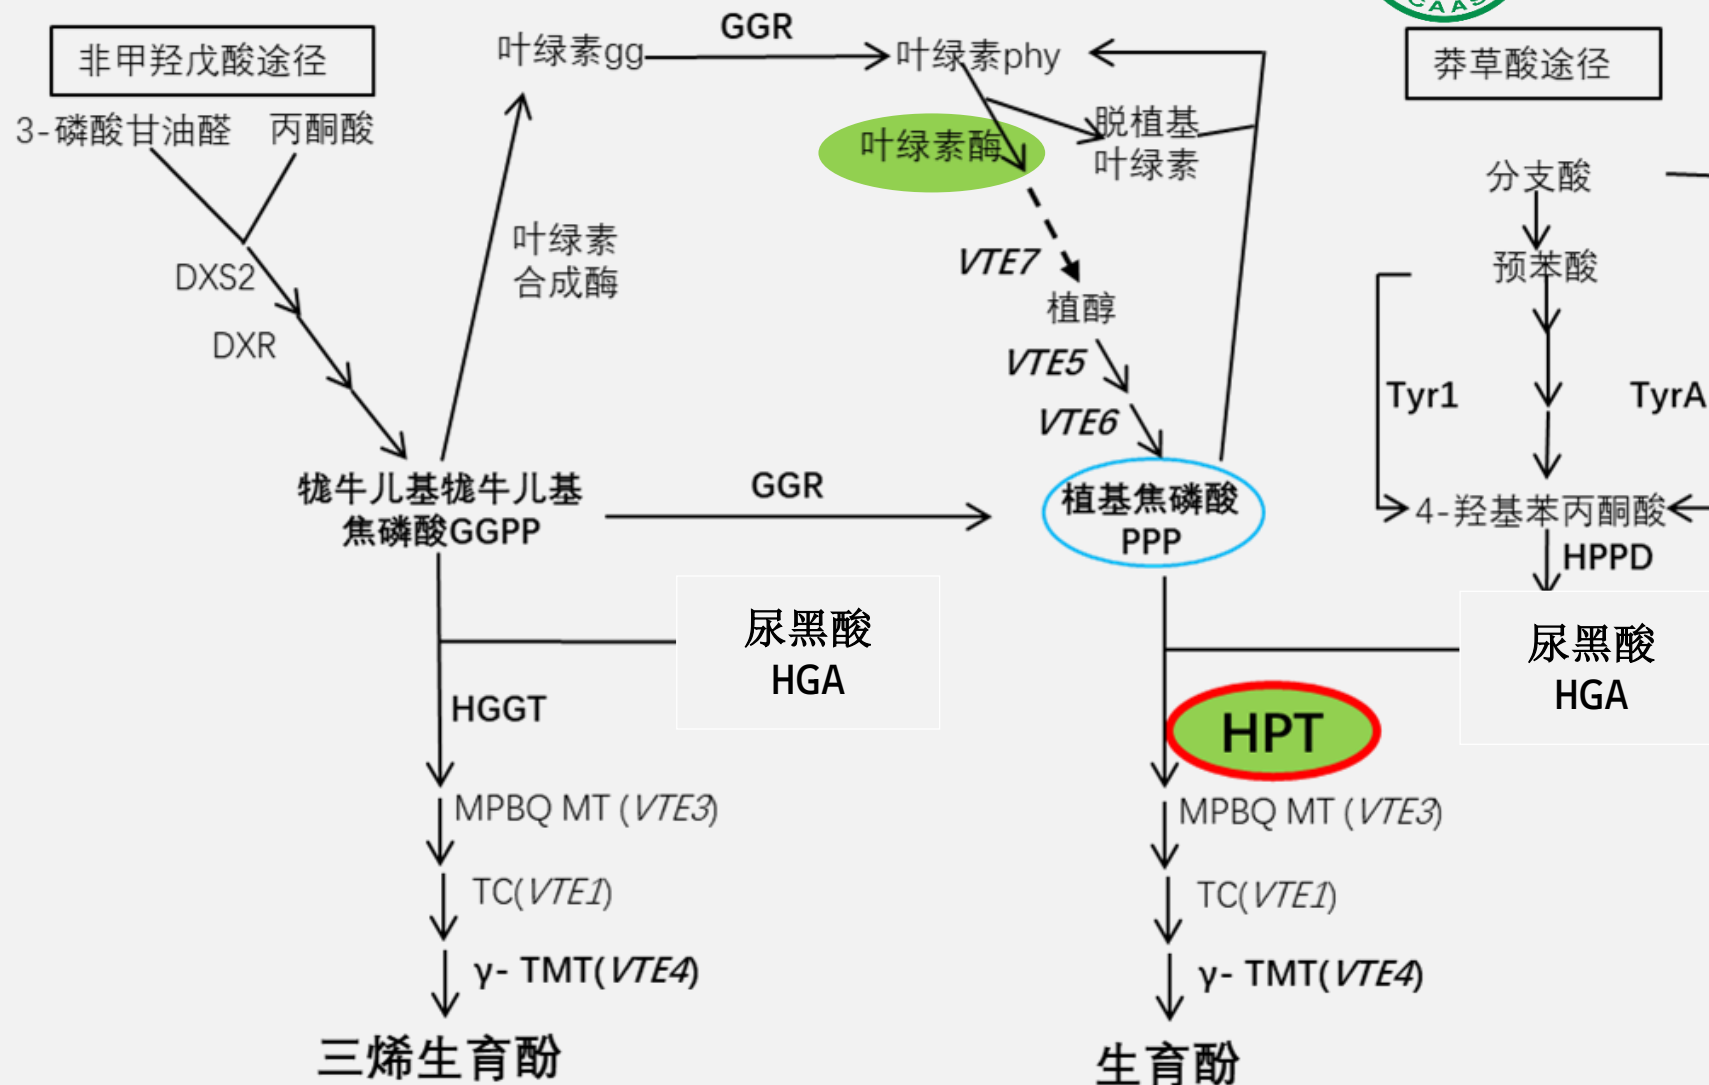 CAAS
非甲羟戊酸途径
3-磷酸甘油醛
丙酮酸
DXS2
DXR
叶绿素gg
GGR
叶绿素phy
叶绿素酶
脱植基
叶绿素
叶绿素
合成酶
VTE7
植醇
VTE5
VTE6
牻牛儿基牻牛儿基
焦磷酸GGPP
GGR
植基焦磷酸
PPP
尿黑酸
HGA
HGGT
MPBQ MT (VTE3)
TC(VTE1)
γ- TMT(VTE4)
三烯生育酚
莽草酸途径
分支酸
预苯酸
Tyr1
TyrA
4-羟基苯丙酮酸
HPPD
尿黑酸
HGA
HPT
MPBQ MT (VTE3)
TC(VTE1)
γ- TMT(VTE4)
生育酚